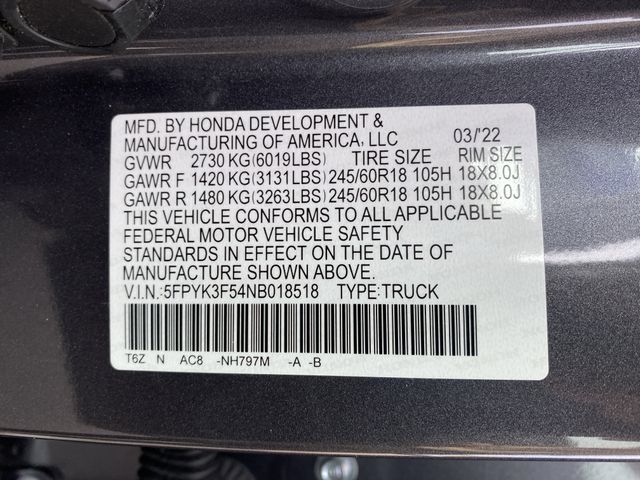 MFD. BY HONDA DEVELOPMENT &
MANUFACTURING OF AMERICA, LLC 03/'22
GVWR 2730 KG(6019LBS) TIRE SIZE RIM SIZE
GAWR F 1420 KG(3131LBS) 245/60R18 105H 18X8.0J
GAWR R 1480 KG(3263LBS) 245/60R18 105H 18X8.0J
THIS VEHICLE CONFORMS TO ALL APPLICABLE
FEDERAL MOTOR VEHICLE SAFETY
STANDARDS IN EFFECT ON THE DATE OF
MANUFACTURE SHOWN ABOVE.
V.I.N.:5FPYK3F54NB018518 TYPE:TRUCK
T6Z N AC8 -NH797M -A -B